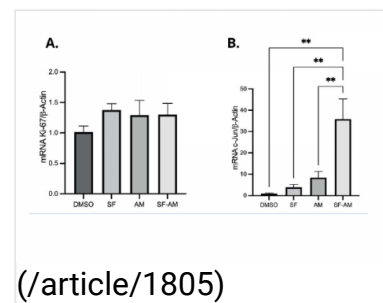 A.
B.
**
**
**
mRNA Ki-67/β-Actin
2.0
1.5
1.0
0.5
0.0
DMSO SF AM SF-AM
mRNA c-Jun/β-Actin
50
40
30
20
10
0
DMSO SF AM SF-AM
(/article/1805)